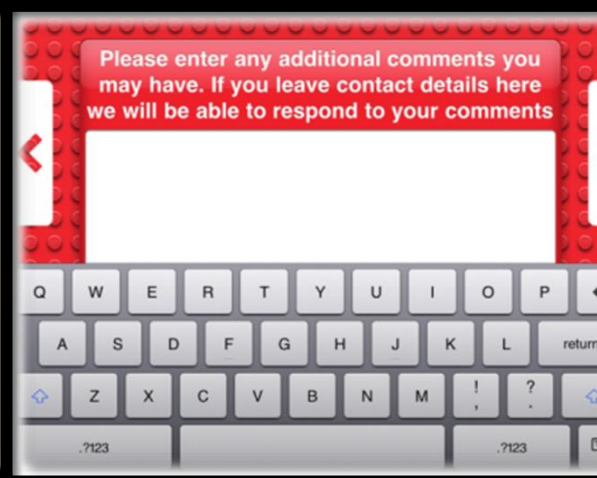 Please enter any additional comments you
may have. If you leave contact details here
we will be able to respond to your comments
Q W E R T Y U I O P
A S D F G H J K L return
Z X C V B N M ! , ? .
.?123 .?123